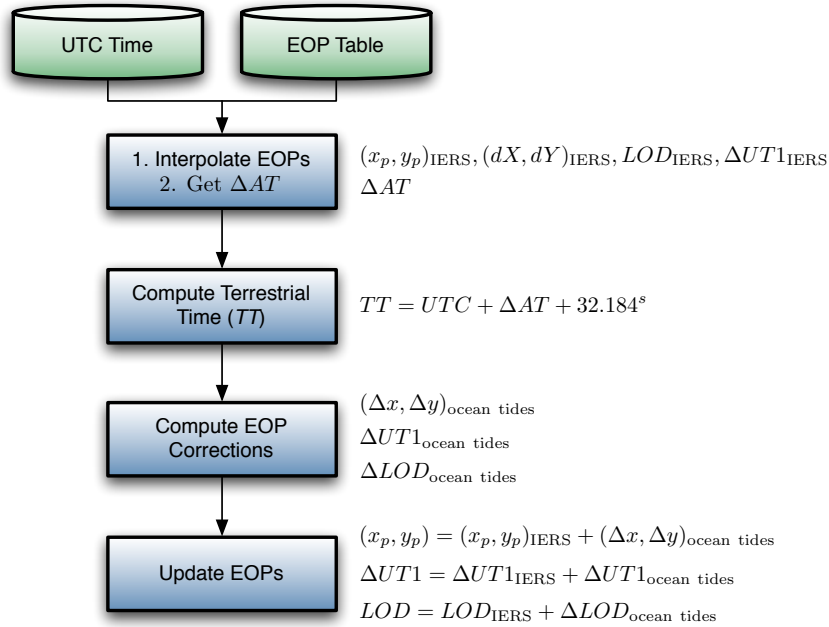 UTC Time
EOP Table
1. Interpolate EOPs
2. Get ΔAT
(x_p, y_p)_IERS, (dX, dY)_IERS, LOD_IERS, ΔUT1_IERS
ΔAT
Compute Terrestrial
Time (TT)
TT = UTC + ΔAT + 32.184^s
Compute EOP
Corrections
(Δx, Δy)_ocean tides
ΔUT1_ocean tides
ΔLOD_ocean tides
Update EOPs
(x_p, y_p) = (x_p, y_p)_IERS + (Δx, Δy)_ocean tides
ΔUT1 = ΔUT1_IERS + ΔUT1_ocean tides
LOD = LOD_IERS + ΔLOD_ocean tides